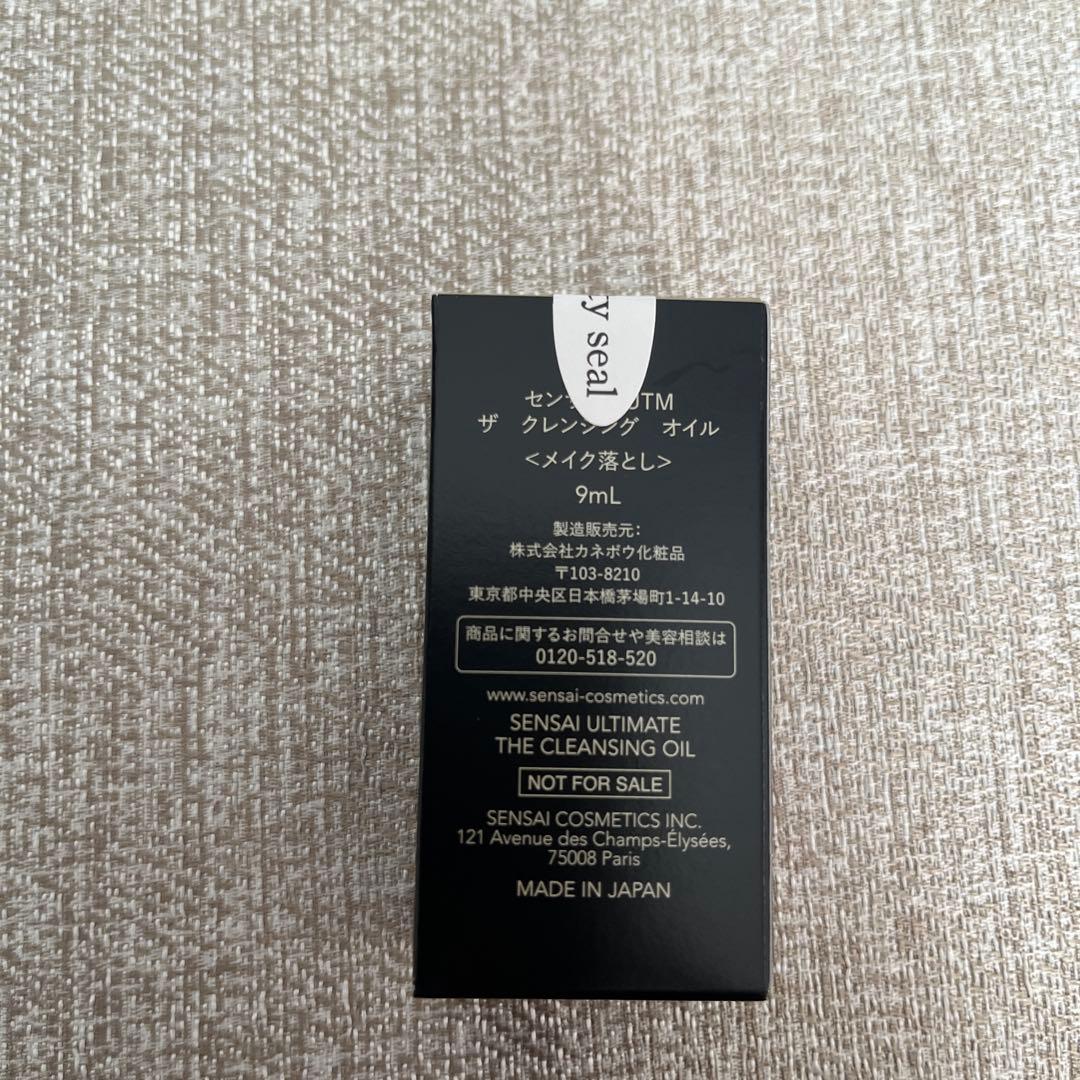 ty seal
セン UTM
ザ クレンジング オイル
<メイク落とし>
9mL
製造販売元:
株式会社カネボウ化粧品
〒103-8210
東京都中央区日本橋茅場町1-14-10
商品に関するお問合せや美容相談は
0120-518-520
www.sensai-cosmetics.com
SENSAI ULTIMATE
THE CLEANSING OIL
NOT FOR SALE
SENSAI COSMETICS INC.
121 Avenue des Champs-Élysées,
75008 Paris
MADE IN JAPAN